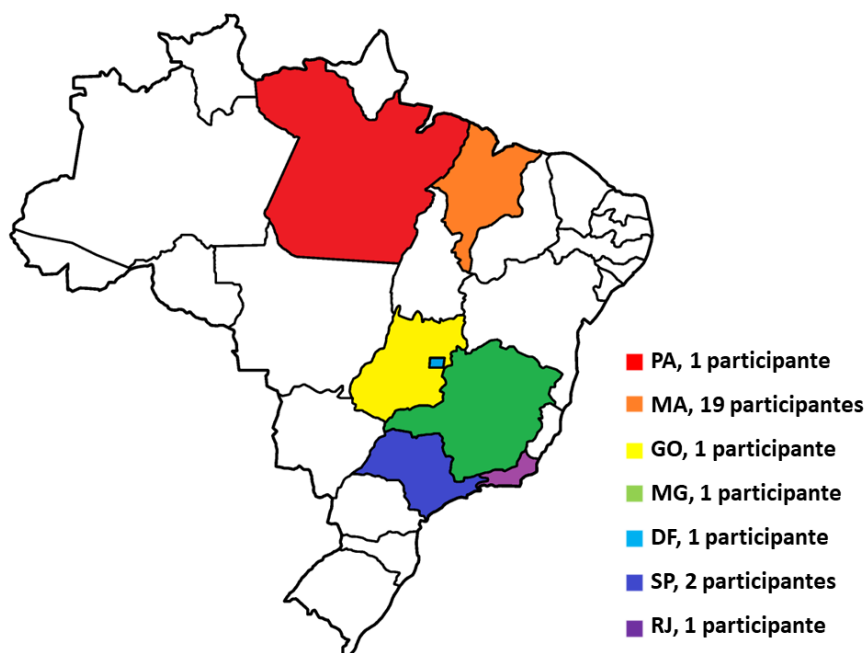 PA, 1 participante
MA, 19 participantes
GO, 1 participante
MG, 1 participante
DF, 1 participante
SP, 2 participantes
RJ, 1 participante